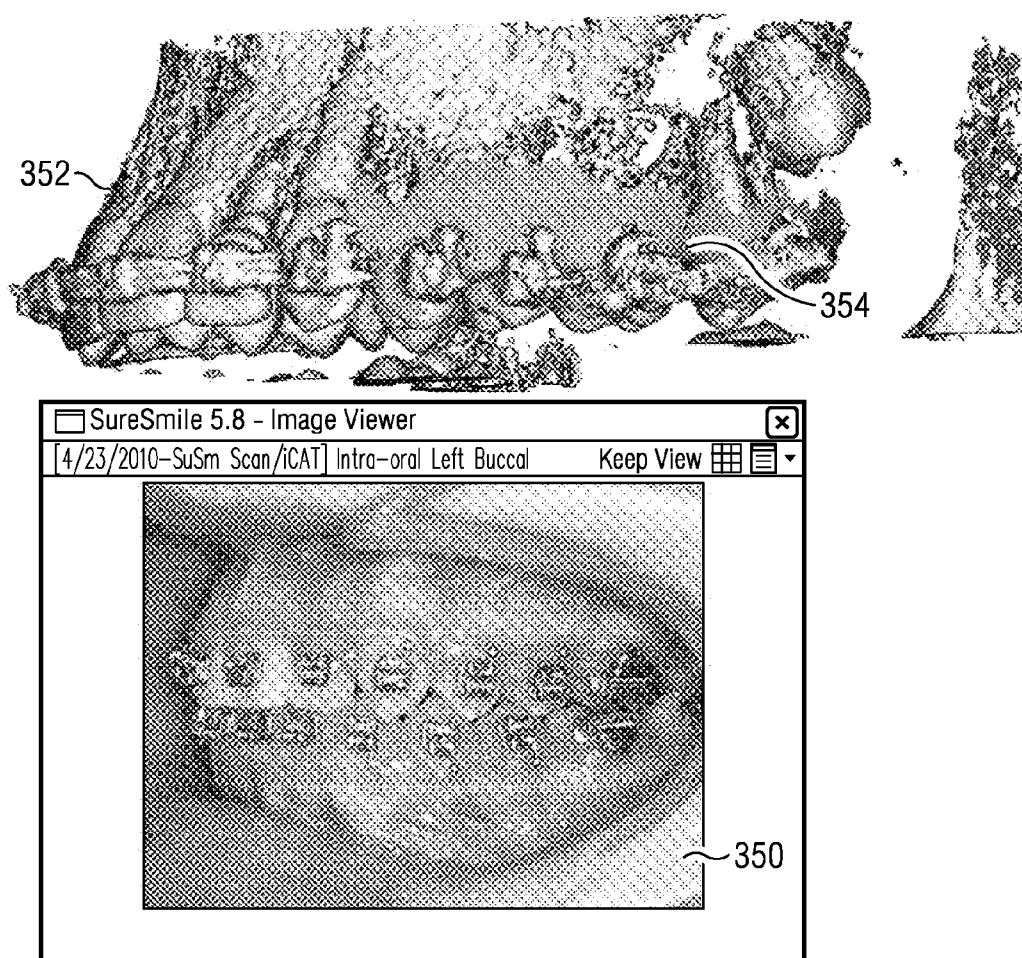 352
354
SureSmile 5.8 - Image Viewer
[4/23/2010-SuSm Scan/iCAT] Intra-oral Left Buccal Keep View
350